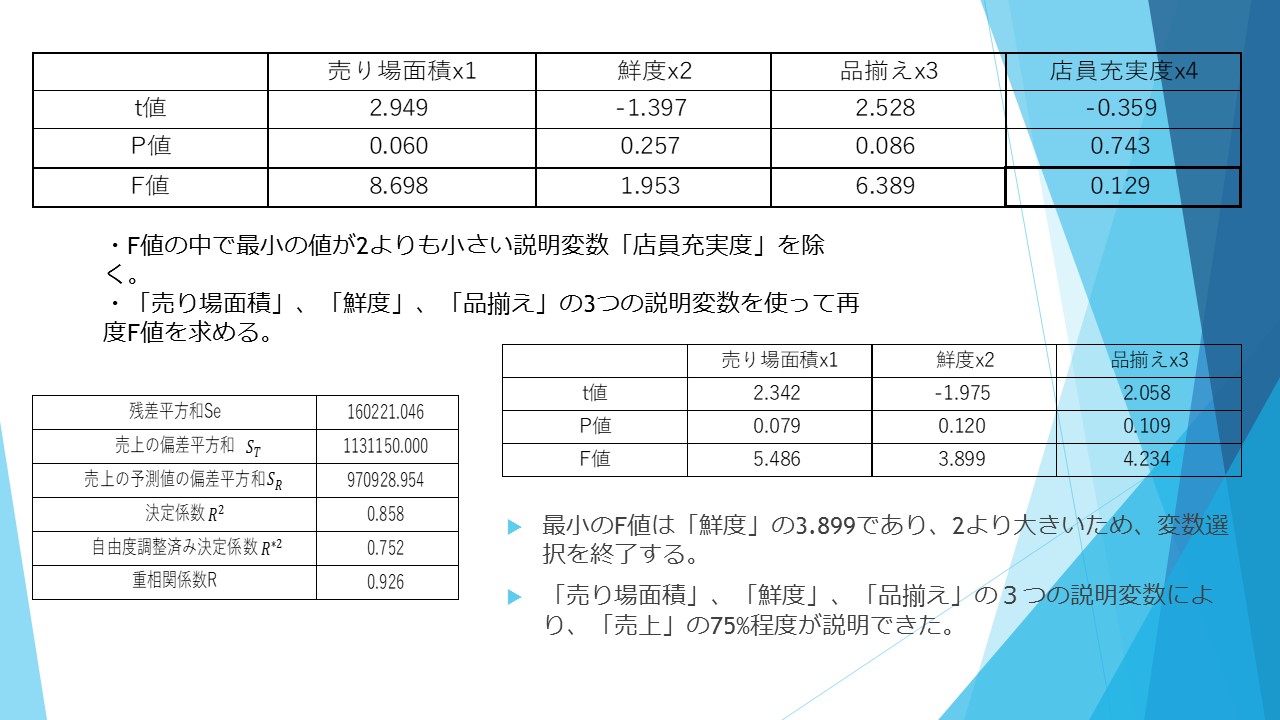 売り場面積x1 鮮度x2 品揃えx3 店員充実度x4
t値 2.949 -1.397 2.528 -0.359
P値 0.060 0.257 0.086 0.743
F値 8.698 1.953 6.389 0.129
・F値の中で最小の値が2よりも小さい説明変数「店員充実度」を除
く。
・「売り場面積」、「鮮度」、「品揃え」の3つの説明変数を使って再
度F値を求める。
売り場面積x1 鮮度x2 品揃えx3
t値 2.342 -1.975 2.058
P値 0.079 0.120 0.109
F値 5.486 3.899 4.234
残差平方和Se 160221.046
売上の偏差平方和 S_T 1131150.000
売上の予測値の偏差平方和S_R 970928.954
決定係数 R² 0.858
自由度調整済み決定係数 R*² 0.752
重相関係数R 0.926
最小のF値は「鮮度」の3.899であり、2より大きいため、変数選
択を終了する。
「売り場面積」、「鮮度」、「品揃え」の３つの説明変数によ
り、「売上」の75%程度が説明できた。